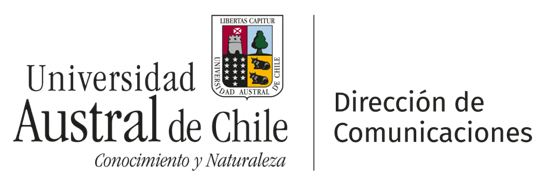 LIBERTAS CAPITUR
UNIVERSIDAD AUSTRAL DE CHILE
Universidad
Austral de Chile
Conocimiento y Naturaleza
Dirección de
Comunicaciones